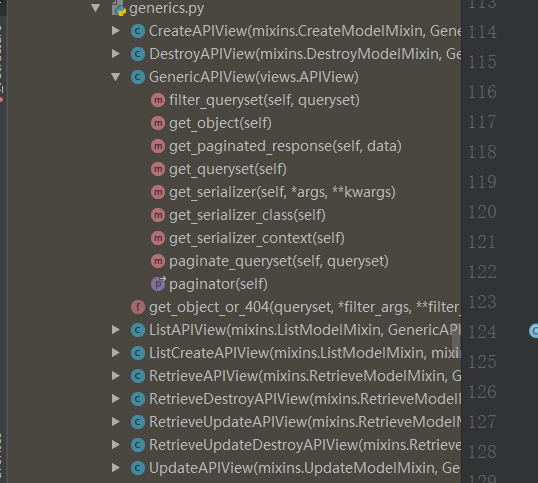 generics.py
CreateAPIView(mixins.CreateModelMixin, Gene
DestroyAPIView(mixins.DestroyModelMixin, G
GenericAPIView(views.APIView)
filter_queryset(self, queryset)
get_object(self)
get_paginated_response(self, data)
get_queryset(self)
get_serializer(self, *args, **kwargs)
get_serializer_class(self)
get_serializer_context(self)
paginate_queryset(self, queryset)
paginator(self)
get_object_or_404(queryset, *filter_args, **filter_
ListAPIView(mixins.ListModelMixin, GenericAPI
ListCreateAPIView(mixins.ListModelMixin, mixin
RetrieveAPIView(mixins.RetrieveModelMixin, G
RetrieveDestroyAPIView(mixins.RetrieveModel
RetrieveUpdateAPIView(mixins.RetrieveModelM
RetrieveUpdateDestroyAPIView(mixins.Retrieve
UpdateAPIView(mixins.UpdateModelMixin, Ge
113
114
115
116
117
118
119
120
121
122
123
124
125
126
127
128
129